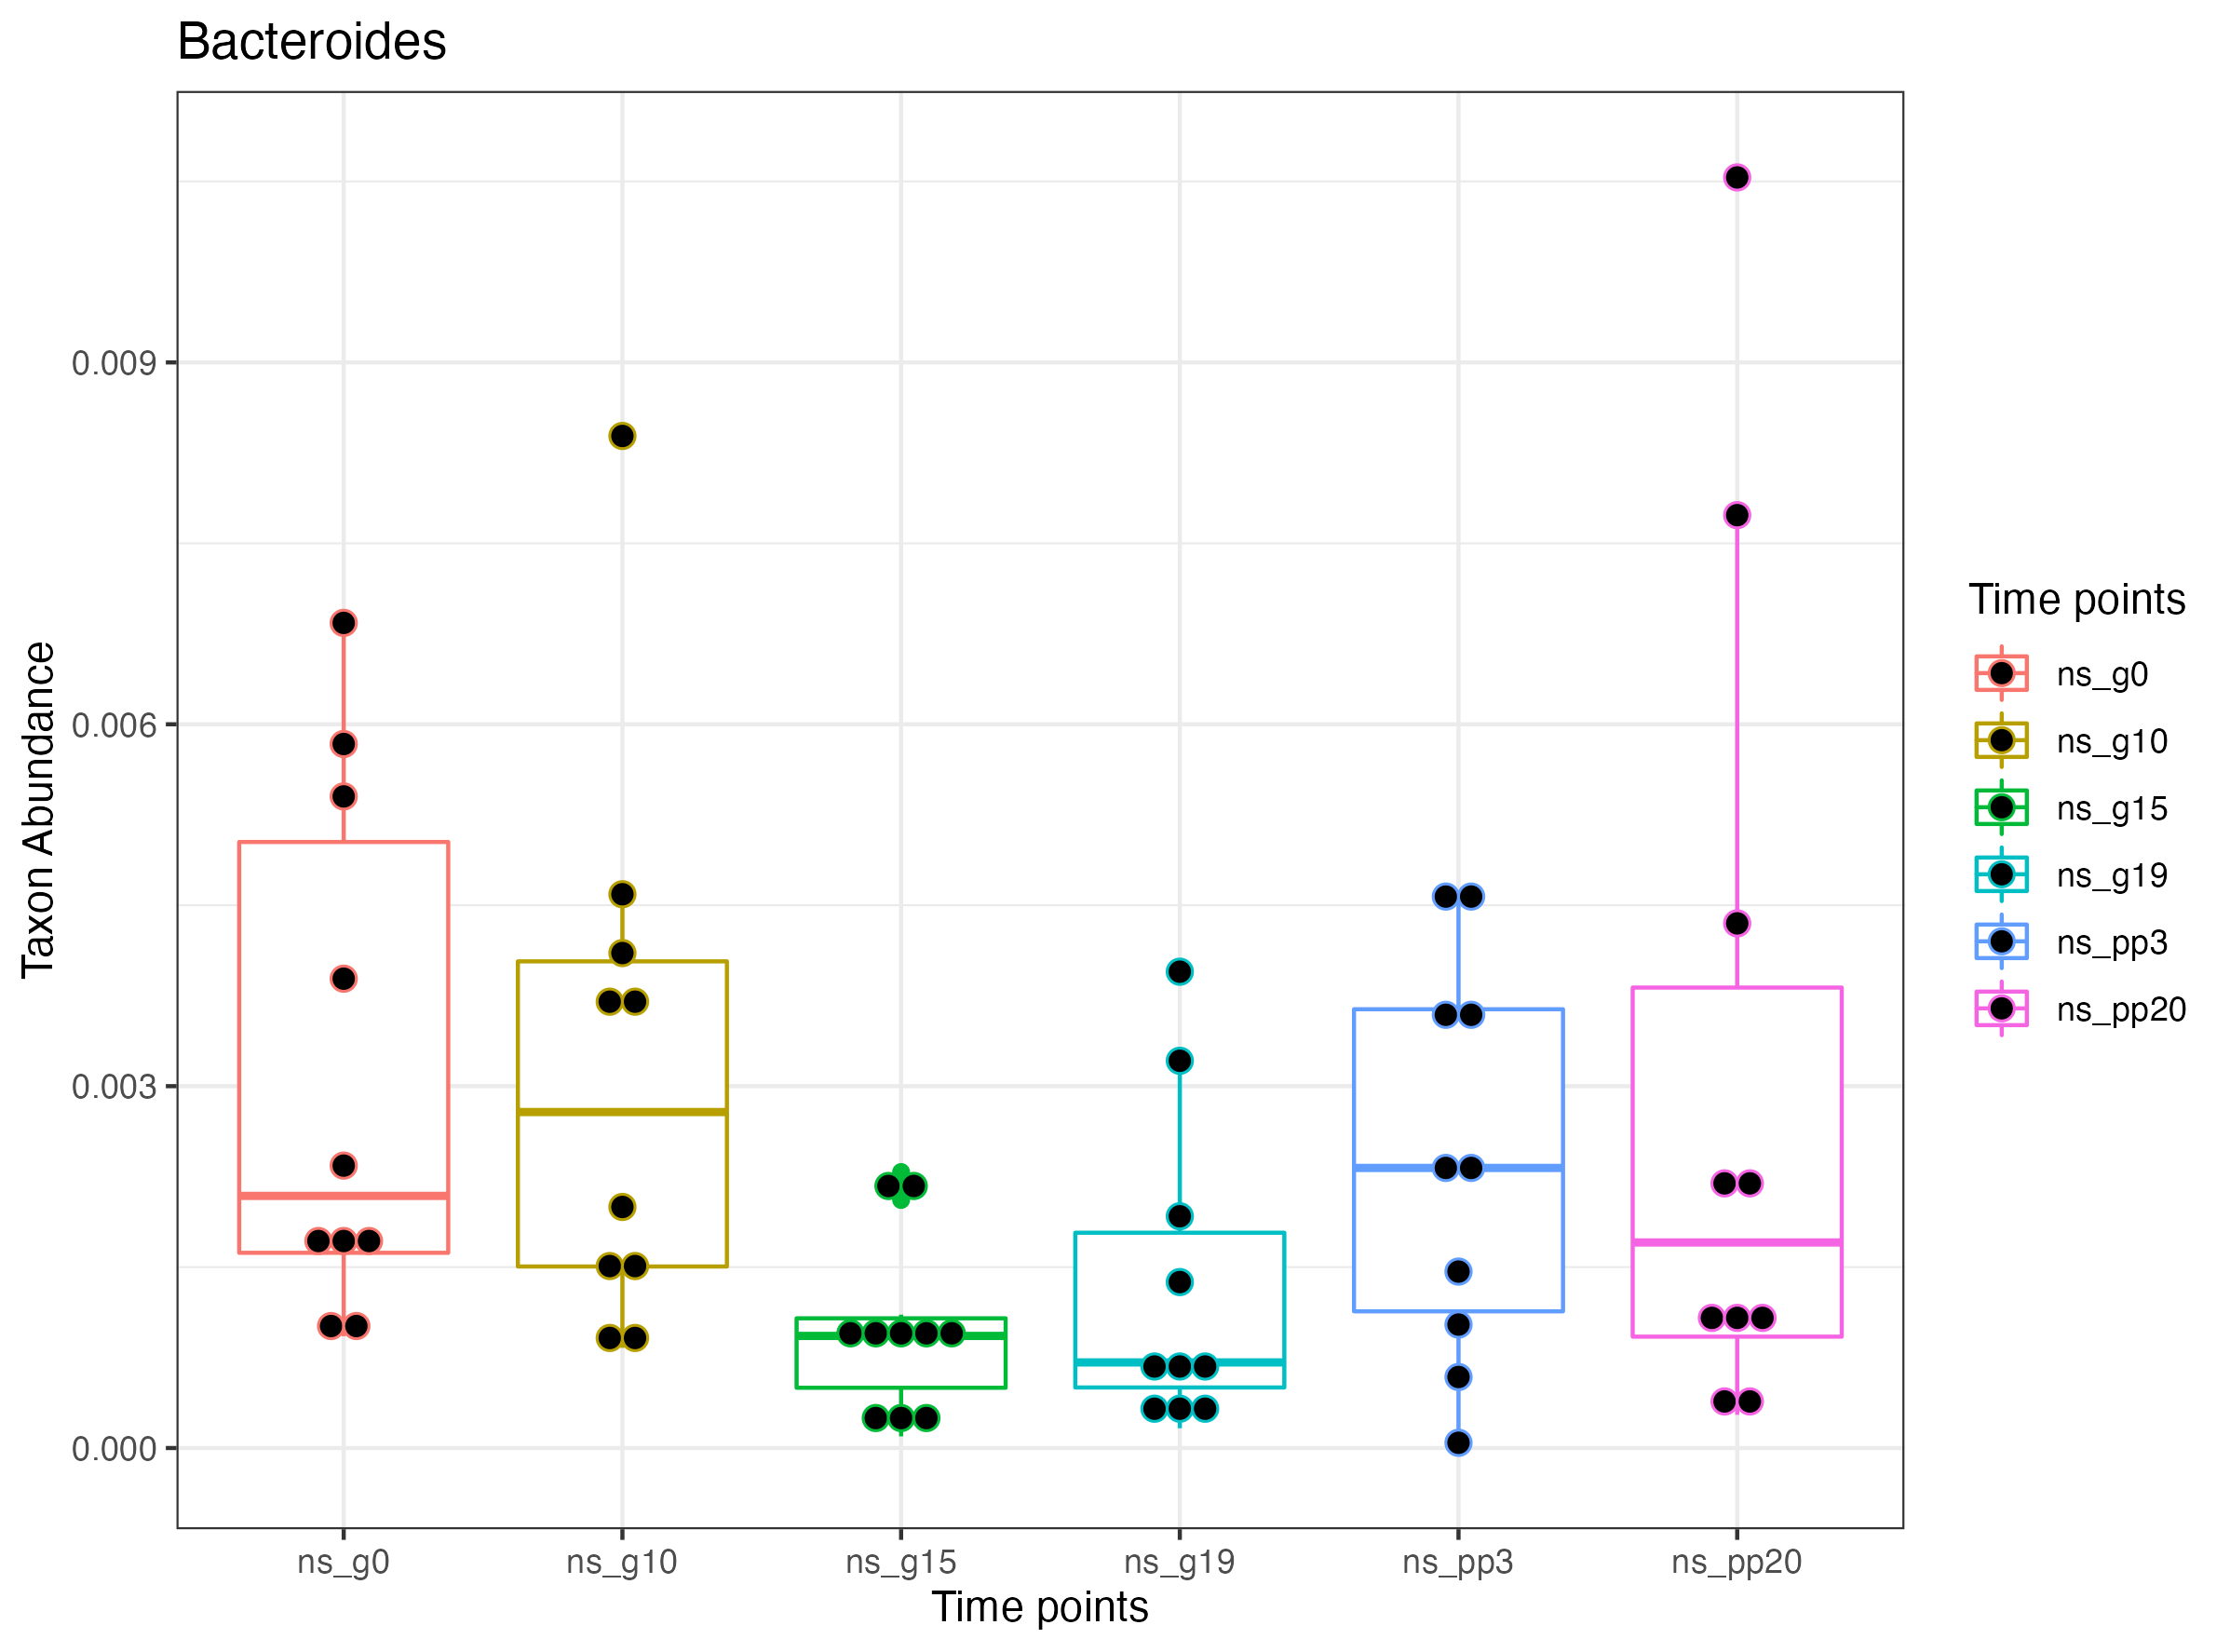 Bacteroides
Taxon Abundance
0.009
0.006
0.003
0.000
ns_g0
ns_g10
ns_g15
ns_g19
ns_pp3
ns_pp20
Time points
Time points
ns_g0
ns_g10
ns_g15
ns_g19
ns_pp3
ns_pp20